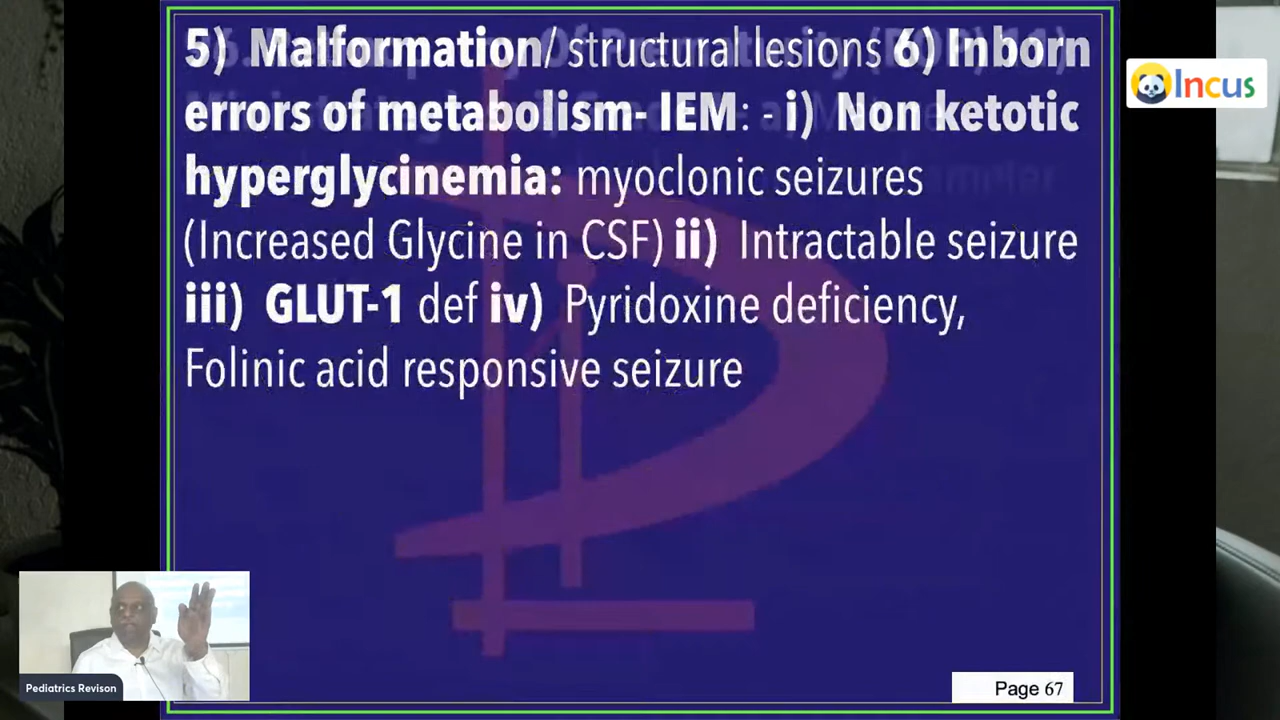 5) Malformation/ structural lesions 6) Inborn
errors of metabolism- IEM: - i) Non ketotic
hyperglycinemia: myoclonic seizures
(Increased Glycine in CSF) ii) Intractable seizure
iii) GLUT-1 def iv) Pyridoxine deficiency,
Folinic acid responsive seizure
Incus
Pediatrics Revison
Page 67